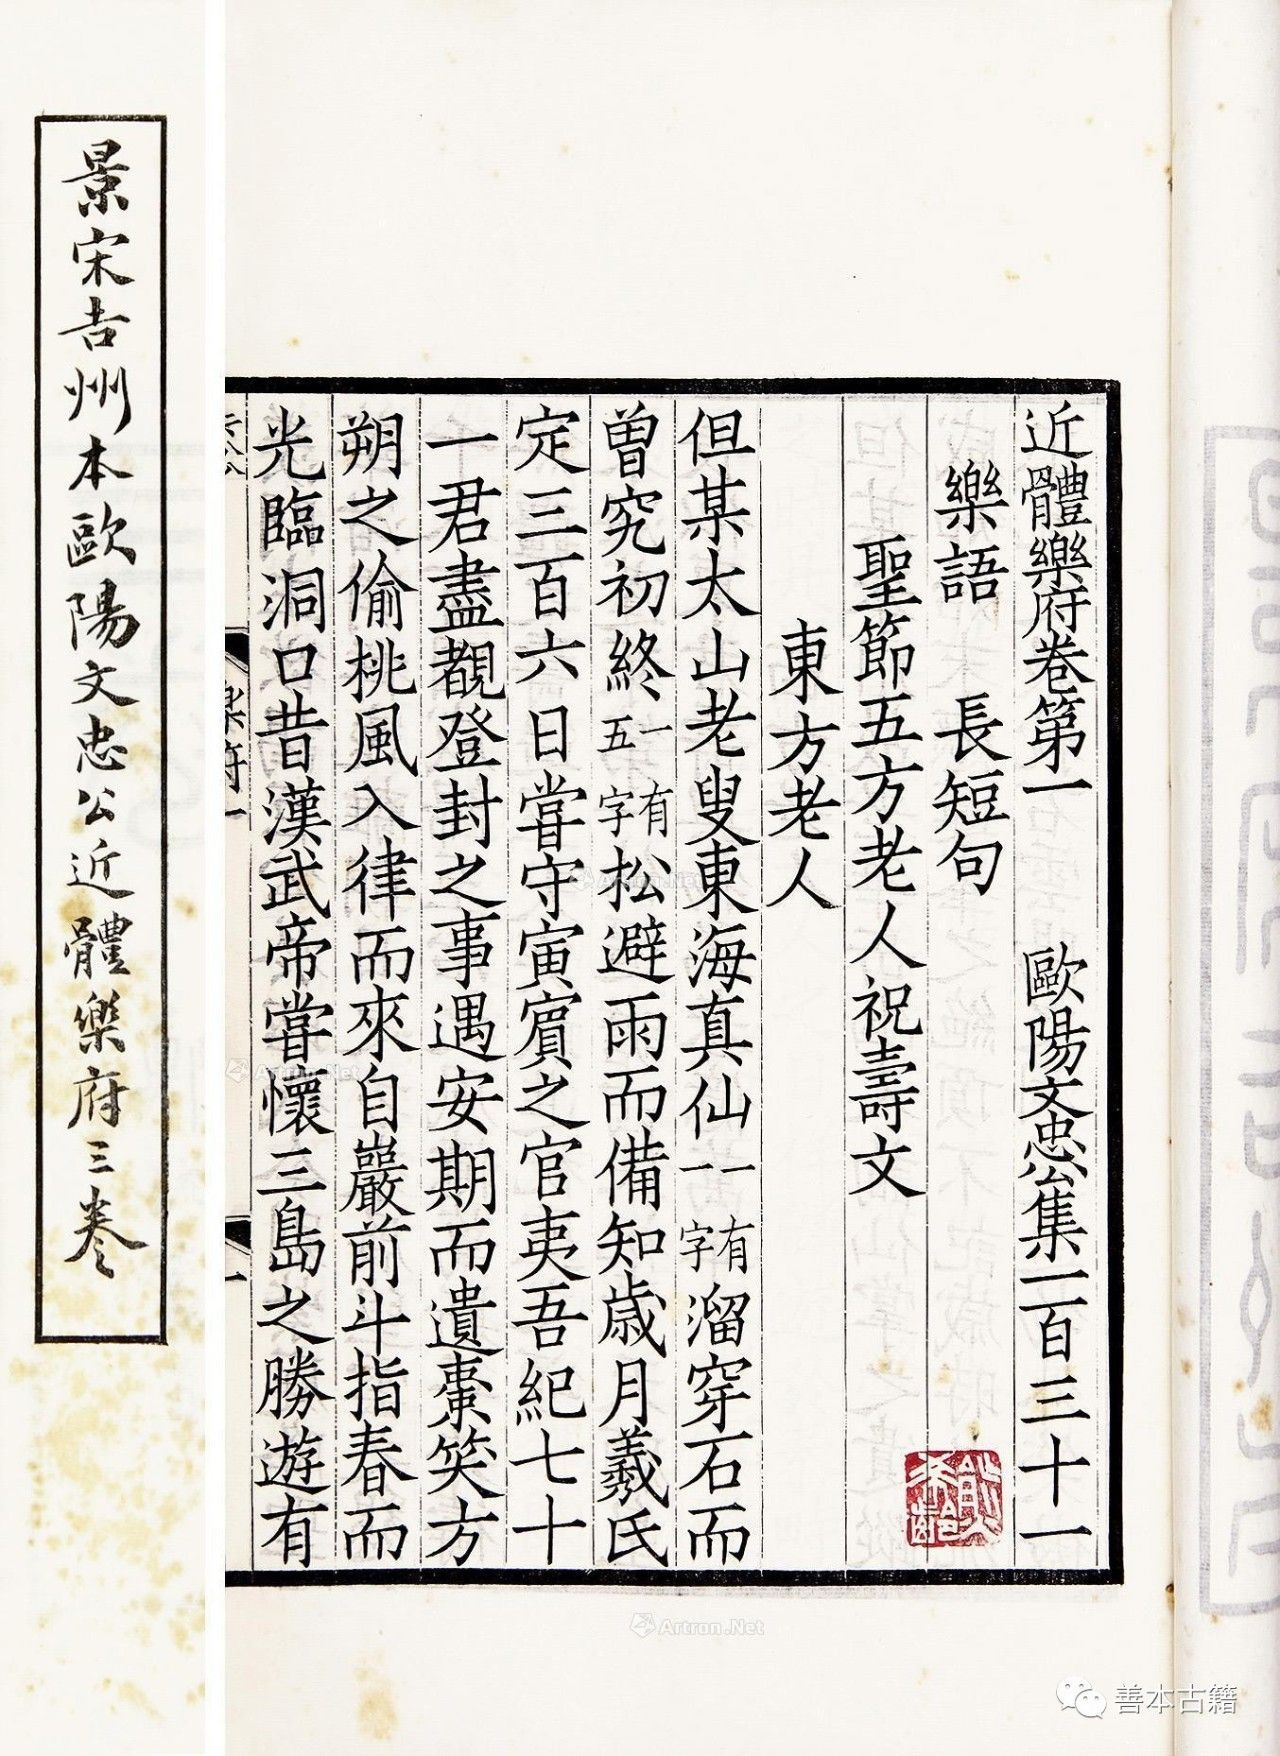 景宋吉州本歐陽文忠公近體樂府三卷
近體樂府卷第一　歐陽文忠公集一百三十一
樂語　長短句
聖節五方老人祝壽文
東方老人
但某太山老叟東海真仙一有一字溜穿石而
曾究初終一有五字松避雨而備知歲月羲氏
定三百六日嘗守寅賓之官夷吾紀七十
一君盡覩登封之事遇安期而遺棗笑方
朔之偷桃風入律而來自巖前斗指春而
光臨洞口昔漢武帝嘗懷三島之勝遊有
樂府一
一
Artron.Net
善本古籍